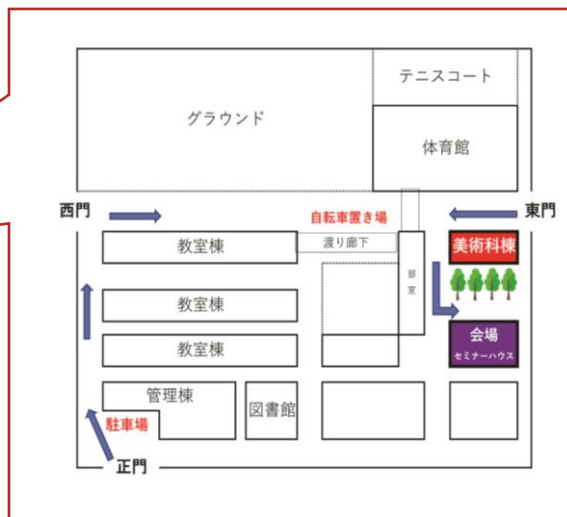 テニスコート
グラウンド
体育館
西門
東門
自転車置き場
教室棟
渡り廊下
部室
美術科棟
教室棟
会場
セミナーハウス
教室棟
管理棟
図書館
駐車場
正門